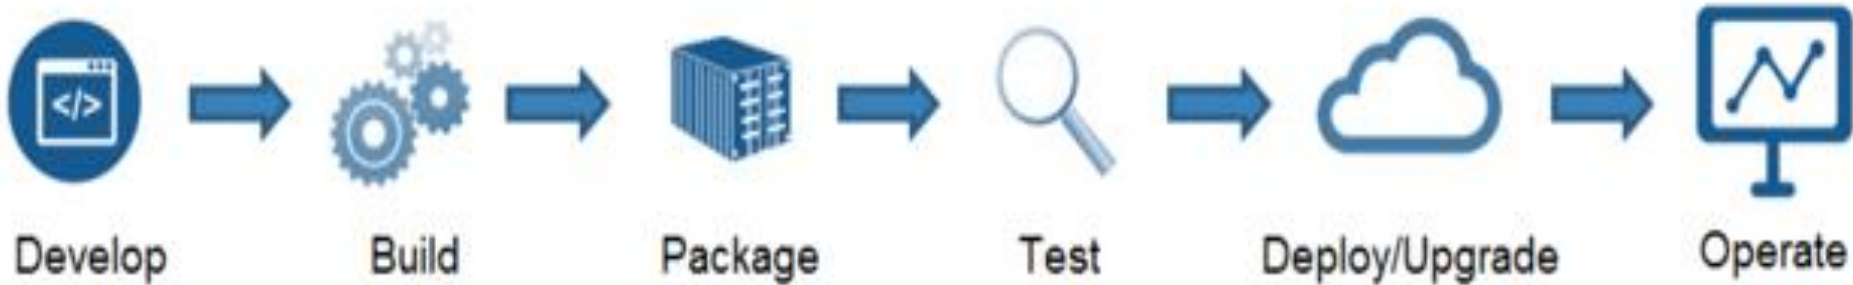 </>
Develop
Build
Package
Test
Deploy/Upgrade
Operate